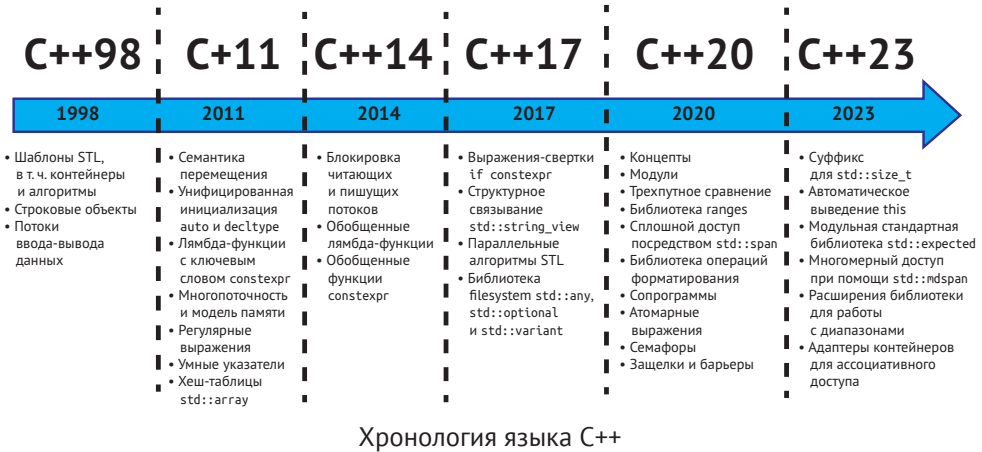 C++98
C+11
C++14
C++17
C++20
C++23
1998
2011
2014
2017
2020
2023
• Шаблоны STL,
в т. ч. контейнеры
и алгоритмы
• Строковые объекты
• Потоки
ввода-вывода
данных
• Семантика
перемещения
• Унифицированная
инициализация
auto и decltype
• Лямбда-функции
с ключевым
словом constexpr
• Многопоточность
и модель памяти
• Регулярные
выражения
• Умные указатели
• Хеш-таблицы
std::array
• Блокировка
читающих
и пишущих
потоков
• Обобщенные
лямбда-функции
• Обобщенные
функции
constexpr
• Выражения-свертки
if constexpr
• Структурное
связывание
std::string_view
• Параллельные
алгоритмы STL
• Библиотека
filesystem std::any,
std::optional
и std::variant
• Концепты
• Модули
• Трехпутное сравнение
• Библиотека ranges
• Сплошной доступ
посредством std::span
• Библиотека операций
форматирования
• Сопрограммы
• Атомарные
выражения
• Семафоры
• Защелки и барьеры
• Суффикс
для std::size_t
• Автоматическое
выведение this
• Модульная стандартная
библиотека std::expected
• Многомерный доступ
при помощи std::mdspan
• Расширения библиотеки
для работы
с диапазонами
• Адаптеры контейнеров
для ассоциативного
доступа
Хронология языка C++